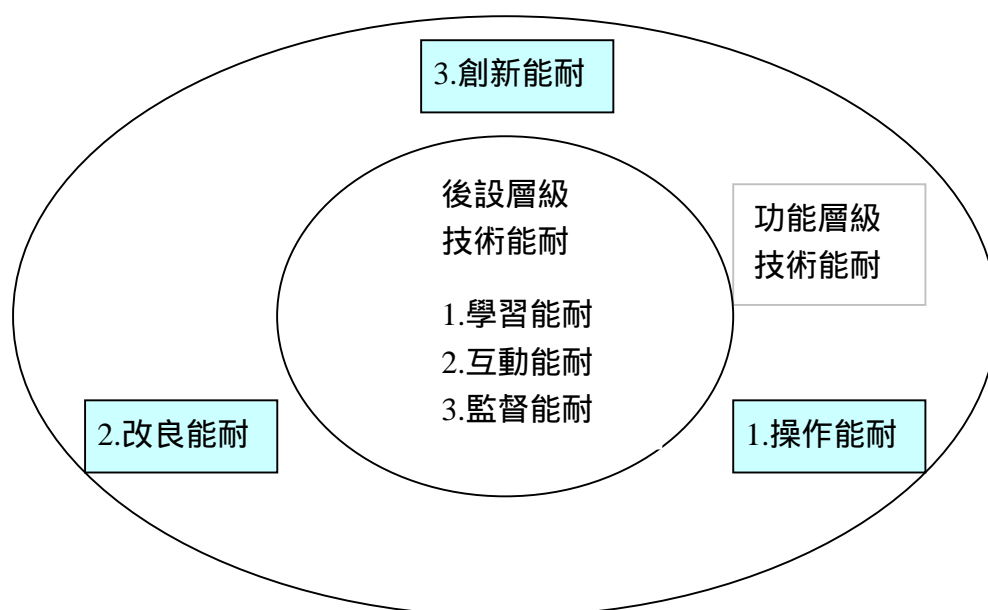 3.創新能耐
後設層級
技術能耐
功能層級
技術能耐
1.學習能耐
2.互動能耐
3.監督能耐
2.改良能耐
1.操作能耐